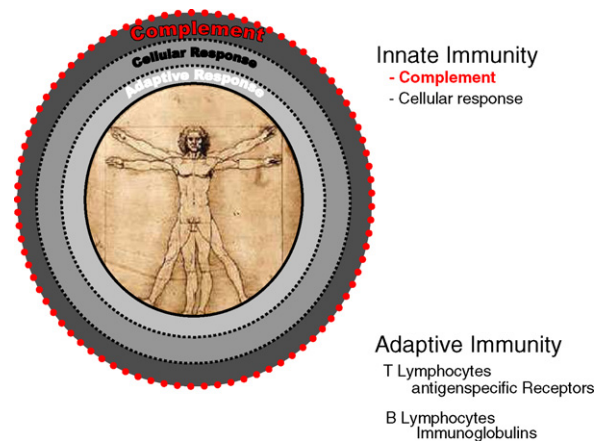 Complement
Cellular Response
Adaptive Response
Innate Immunity
- Complement
- Cellular response
Adaptive Immunity
T Lymphocytes
antigenspecific Receptors
B Lymphocytes
Immunoglobulins